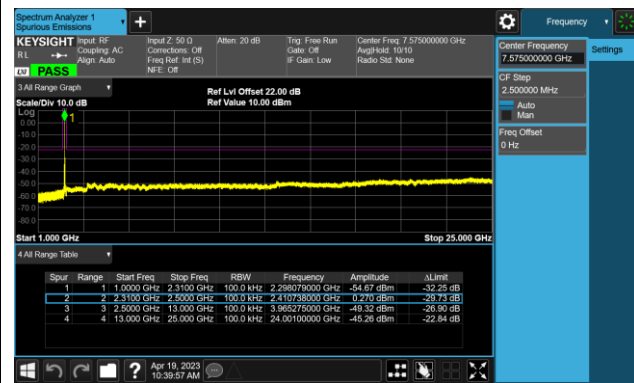 Spectrum Analyzer 1
Spurious Emissions
Frequency
KEYSIGHT
Input: RF
Input Z: 50 Ω
Atten: 20 dB
Trig: Free Run
Center Freq: 7.575000000 GHz
RL
Coupling: AC
Corrections: Off
Gate: Off
Avg|Hold: 10/10
Align: Auto
Freq Ref: Int (S)
IF Gain: Low
Radio Std: None
NFE: Off
PASS
Center Frequency
7.575000000 GHz
Settings
CF Step
2.500000 MHz
Auto
Man
Freq Offset
0 Hz
3 All Range Graph
Ref Lvl Offset 22.00 dB
Scale/Div 10.0 dB
Ref Value 10.00 dBm
Log
1
0.00
-10.0
-20.0
-30.0
-40.0
-50.0
-60.0
-70.0
-80.0
Start 1.000 GHz
Stop 25.000 GHz
4 All Range Table
Spur Range Start Freq Stop Freq RBW Frequency Amplitude ΔLimit
1 1 1.0000 GHz 2.3100 GHz 100.0 kHz 2.298079000 GHz -54.67 dBm -32.25 dB
2 2 2.3100 GHz 2.5000 GHz 100.0 kHz 2.410738000 GHz 0.270 dBm -29.73 dB
3 3 2.5000 GHz 13.000 GHz 100.0 kHz 3.965275000 GHz -49.32 dBm -26.90 dB
4 4 13.000 GHz 25.000 GHz 100.0 kHz 24.00100000 GHz -45.26 dBm -22.84 dB
?
Apr 19, 2023
10:39:57 AM